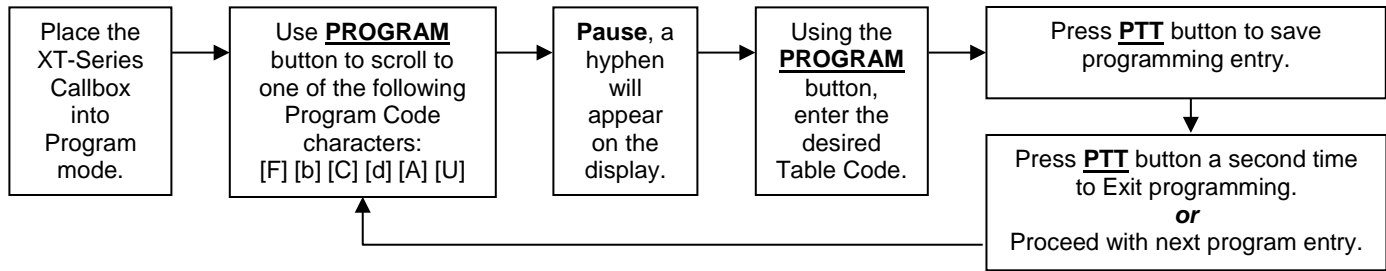 Place the
XT-Series
Callbox
into
Program
mode.
Use PROGRAM
button to scroll to
one of the following
Program Code
characters:
[F] [b] [C] [d] [A] [U]
Pause, a
hyphen
will
appear
on the
display.
Using the
PROGRAM
button,
enter the
desired
Table Code.
Press PTT button to save
programming entry.
Press PTT button a second time
to Exit programming.
or
Proceed with next program entry.